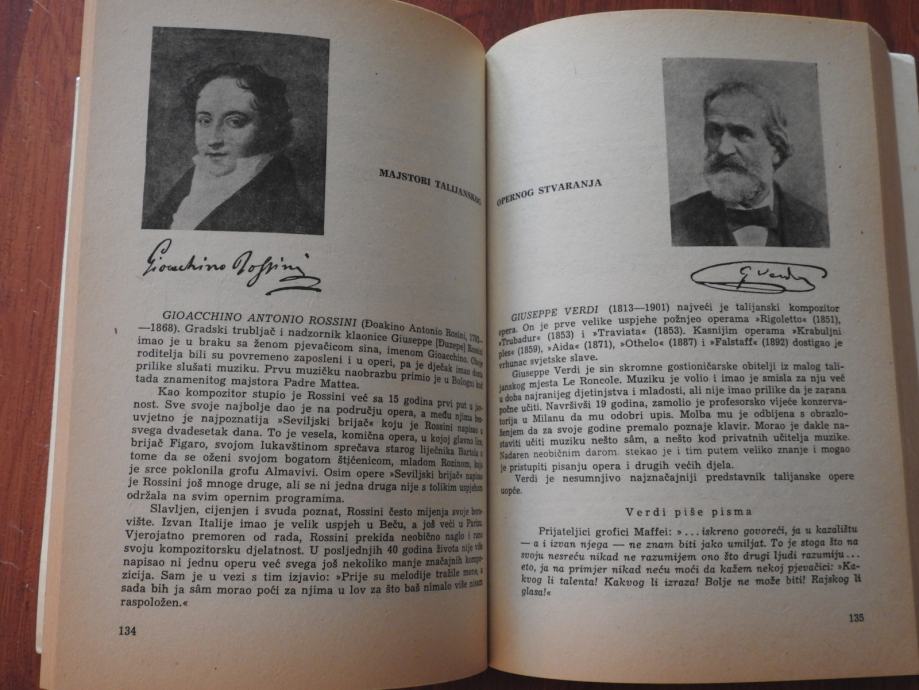 MAJSTORI TALIJANSKOG
Gioacchino Rossini
GIOACCHINO ANTONIO ROSSINI (Đoakino Antonio Rosini,
—1868). Gradski trubljač i nadzornik klaonice Giuseppe [Đuzepe] Rossini
imao je u braku sa ženom pjevačicom sina, imenom Gioacchino. Oboje
roditelja bili su povremeno zaposleni i u operi, pa je dječak imao dosta
prilike slušati muziku. Prvu muzičku naobrazbu primio je u Bologni kod
tada znamenitog majstora Padre Mattea.
Kao kompozitor stupio je Rossini već sa 15 godina prvi put u jav-
nost. Sve svoje najbolje dao je na području opera, a među njima bez-
uvjetno je najpoznatija »Seviljski brijač« koju je Rossini napisao u
svega dvadesetak dana. To je vesela, komična opera, u kojoj glavno lice,
brijač Figaro, svojom lukavštinom sprečava starog liječnika Bartola u
tome da se oženi svojom bogatom štićenicom, mladom Rozinom, koja
je srce poklonila grofu Almavivi. Osim opere »Seviljski brijač« napisao
je Rossini još mnoge druge, ali se ni jedna druga nije s tolikim uspjehom
održala na svim opernim programima.
Slavljen, cijenjen i svuda poznat, Rossini često mijenja svoje bora-
vište. Izvan Italije imao je velik uspjeh u Beču, a još veći u Parizu.
Vjerojatno premoren od rada, Rossini prekida neobično naglo i rano
svoju kompozitorsku djelatnost. U posljednjih 40 godina života nije više
napisao ni jednu operu već svega još nekoliko manje značajnih kompo-
zicija. Sam je u vezi s tim izjavio: »Prije su melodije tražile mene, a
sada bih ja sâm morao poći za njima u lov za što baš nimalo više nisam
raspoložen.«
134
OPERNOG STVARANJA
G Verdi
GIUSEPPE VERDI (1813—1901) najveći je talijanski kompozitor
opera. On je prve velike uspjehe požnjeo operama »Rigoletto« (1851),
»Trubadur« (1853) i »Traviata« (1853). Kasnijim operama »Krabuljni
ples« (1859), »Aida« (1871), »Othelo« (1887) i »Falstaff« (1892) dostigao je
vrhunac svjetske slave.
Giuseppe Verdi je sin skromne gostioničarske obitelji iz malog tali-
janskog mjesta Le Roncole. Muziku je volio i imao je smisla za nju već
u doba najranijeg djetinjstva i mladosti, ali nije imao prilike da je zarana
počne učiti. Navršivši 19 godina, zamolio je profesorsko vijeće konzerva-
torija u Milanu da mu odobri upis. Molba mu je odbijena s obrazlo-
ženjem da za svoje godine premalo poznaje klavir. Morao je dakle na-
staviti učiti muziku nešto sâm, a nešto kod privatnih učitelja muzike.
Nadaren neobičnim darom, stekao je i tim putem veliko znanje i mogao
je pristupiti pisanju opera i drugih većih djela.
Verdi je nesumnjivo najznačajniji predstavnik talijanske opere
uopće.
Verdi piše pisma
Prijateljici grofici Maffei: »...iskreno govoreći, ja u kazalištu
— a i izvan njega — ne znam biti jako umiljat. To je stoga što na
svoju nesreću nikad ne razumijem ono što drugi ljudi razumiju...
eto, ja na primjer nikad neću moći da kažem nekoj pjevačici: »Ka-
kvog li talenta! Kakvog li izraza! Bolje ne može biti! Rajskog li
glasa!«
135